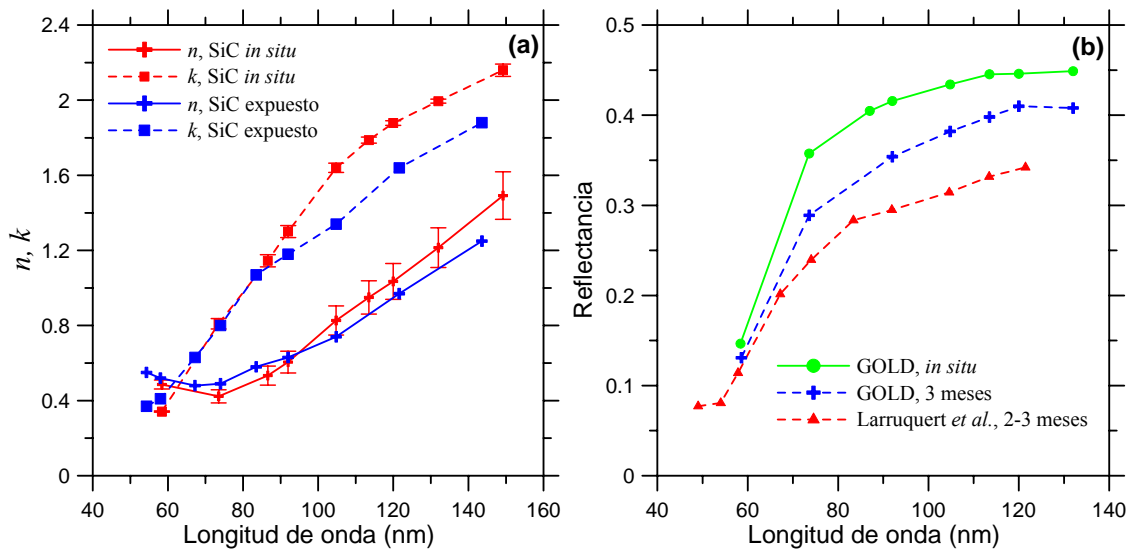 (a)
n, SiC in situ
k, SiC in situ
n, SiC expuesto
k, SiC expuesto
n, k
2.4
2
1.6
1.2
0.8
0.4
0
40 60 80 100 120 140 160
Longitud de onda (nm)
(b)
Reflectancia
0.5
0.4
0.3
0.2
0.1
0
GOLD, in situ
GOLD, 3 meses
Larruquert et al., 2-3 meses
40 60 80 100 120 140
Longitud de onda (nm)